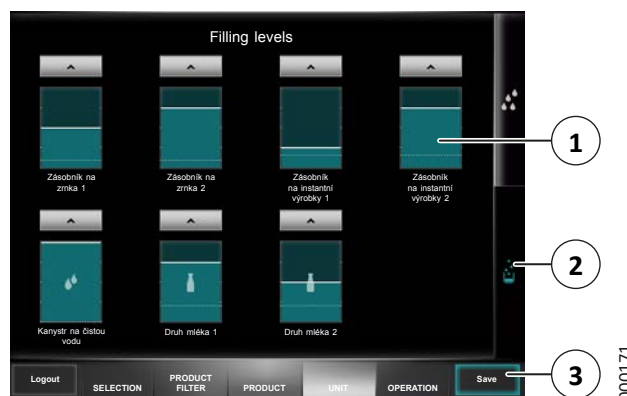 Filling levels
Zásobník na
zrnka 1
Zásobník na
zrnka 2
Zásobník
na instantní
výrobky 1
Zásobník
na instantní
výrobky 2
1
2
Kanystr na čistou
vodu
Druh mléka 1
Druh mléka 2
Logout
SELECTION
PRODUCT
FILTER
PRODUCT
UNIT
OPERATION
Save
3
000171